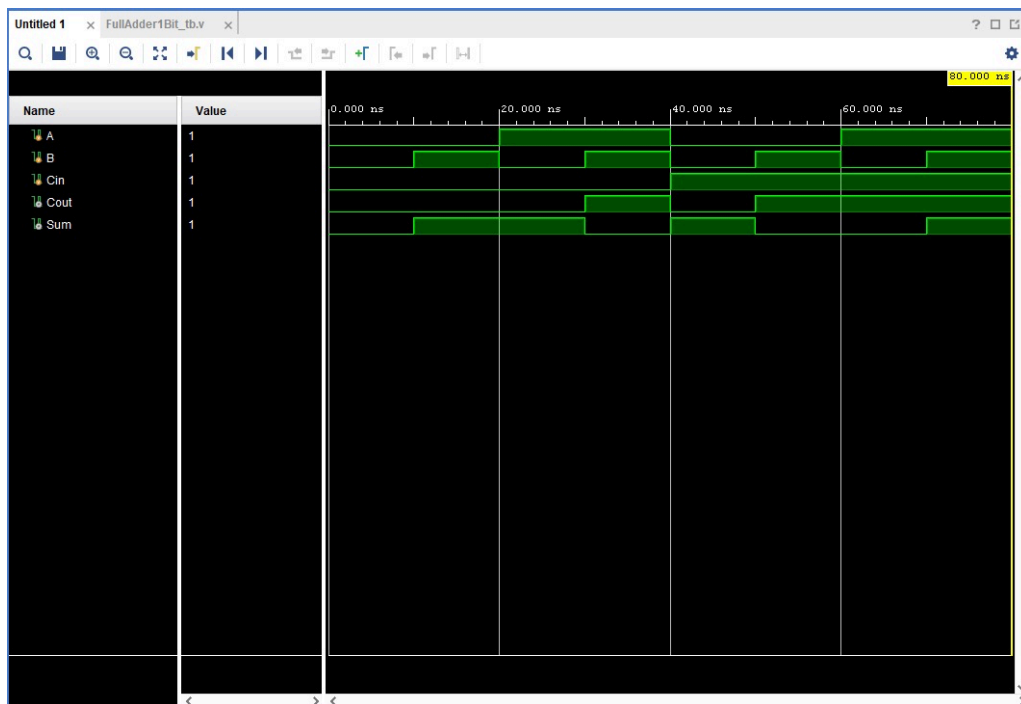 Untitled 1 × FullAdder1Bit_tb.v ×
80.000 ns
Name Value 0.000 ns 20.000 ns 40.000 ns 60.000 ns
A 1
B 1
Cin 1
Cout 1
Sum 1